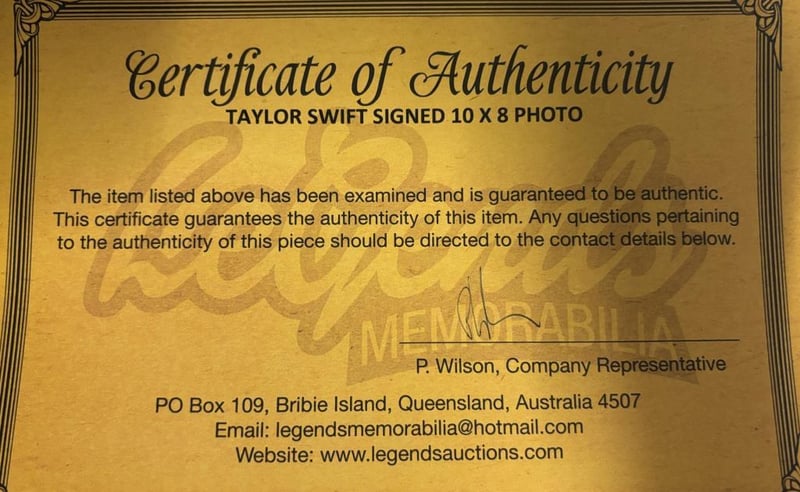 Certificate of Authenticity
TAYLOR SWIFT SIGNED 10 X 8 PHOTO
Legends
The item listed above has been examined and is guaranteed to be authentic.
This certificate guarantees the authenticity of this item. Any questions pertaining
to the authenticity of this piece should be directed to the contact details below.
MEMORABILIA
P. Wilson, Company Representative
PO Box 109, Bribie Island, Queensland, Australia 4507
Email: legendsmemorabilia@hotmail.com
Website: www.legendsauctions.com